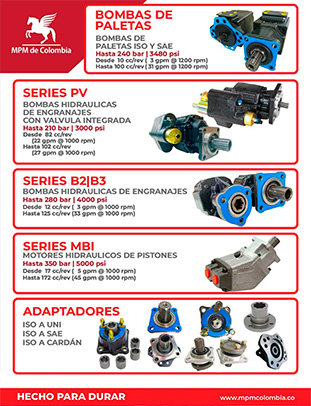 MPM de Colombia
BOMBAS DE
PALETAS
BOMBAS DE
PALETAS ISO Y SAE
Hasta 240 bar | 3480 psi
Desde 10 cc/rev ( 3 gpm @ 1200 rpm)
Hasta 100 cc/rev (31 gpm @ 1200 rpm)
SERIES PV
BOMBAS HIDRAULICAS
DE ENGRANAJES
CON VALVULA INTEGRADA
Hasta 210 bar | 3000 psi
Desde 82 cc/rev
(22 gpm @ 1000 rpm)
Hasta 102 cc/rev
(27 gpm @ 1000 rpm)
SERIES B2|B3
BOMBAS HIDRAULICAS DE ENGRANAJES
Hasta 280 bar | 4000 psi
Desde 12 cc/rev ( 3 gpm @ 1000 rpm)
Hasta 125 cc/rev (33 gpm @ 1000 rpm)
SERIES MBI
MOTORES HIDRAULICOS DE PISTONES
Hasta 350 bar | 5000 psi
Desde 17 cc/rev ( 5 gpm @ 1000 rpm)
Hasta 172 cc/rev (45 gpm @ 1000 rpm)
ADAPTADORES
ISO A UNI
ISO A SAE
ISO A CARDÁN
HECHO PARA DURAR
www.mpmcolombia.co